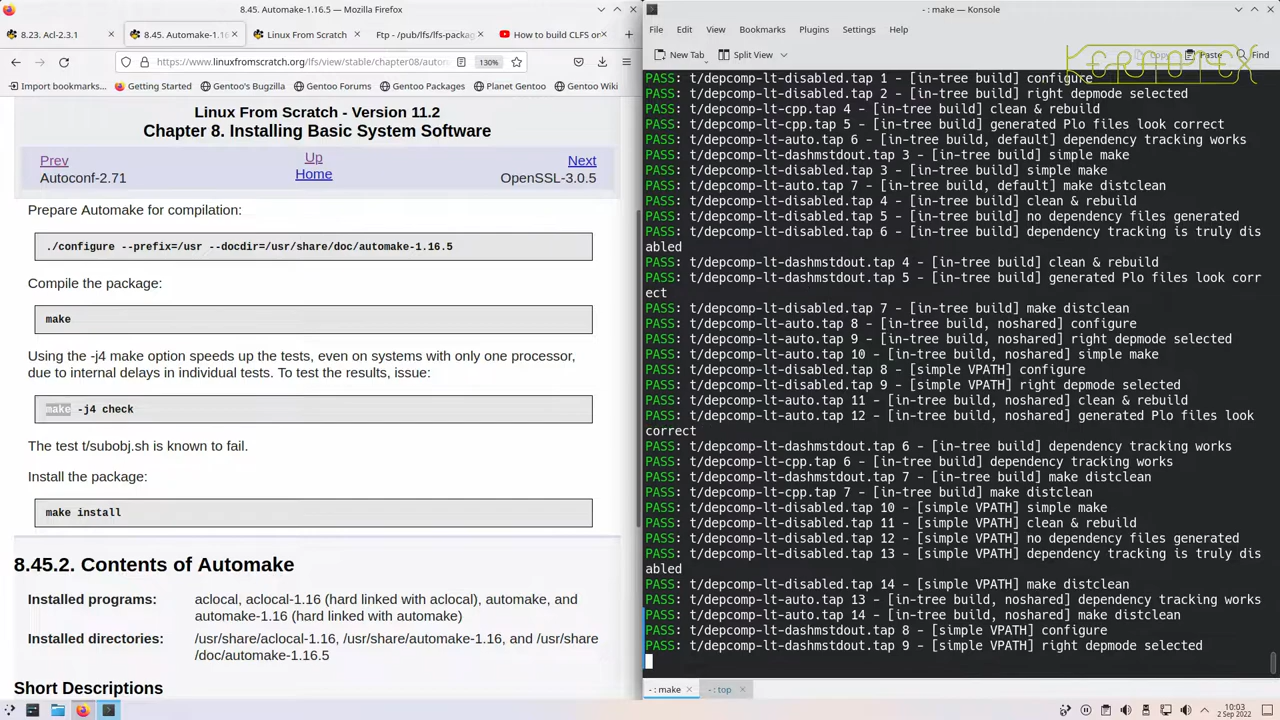 8.45. Automake-1.16.5 — Mozilla Firefox
8.23. Acl-2.3.1
8.45. Automake-1.16
Linux From Scratch
Ftp - /pub/lfs/lfs-packag
How to build CLFS on
https://www.linuxfromscratch.org/lfs/view/stable/chapter08/autom
Import bookmarks...
Getting Started
Gentoo's Bugzilla
Gentoo Forums
Gentoo Packages
Planet Gentoo
Gentoo Wiki
Linux From Scratch - Version 11.2
Chapter 8. Installing Basic System Software
Prev
Up
Next
Autoconf-2.71
Home
OpenSSL-3.0.5
Prepare Automake for compilation:
./configure --prefix=/usr --docdir=/usr/share/doc/automake-1.16.5
Compile the package:
make
Using the -j4 make option speeds up the tests, even on systems with only one processor,
due to internal delays in individual tests. To test the results, issue:
make -j4 check
The test t/subobj.sh is known to fail.
Install the package:
make install
8.45.2. Contents of Automake
Installed programs: aclocal, aclocal-1.16 (hard linked with aclocal), automake, and
automake-1.16 (hard linked with automake)
Installed directories: /usr/share/aclocal-1.16, /usr/share/automake-1.16, and /usr/share
/doc/automake-1.16.5
Short Descriptions
- : make — Konsole
File Edit View Bookmarks Plugins Settings Help
New Tab Split View Copy Paste Find
KERNOTEX
PASS: t/depcomp-lt-disabled.tap 1 - [in-tree build] configure
PASS: t/depcomp-lt-disabled.tap 2 - [in-tree build] right depmode selected
PASS: t/depcomp-lt-cpp.tap 4 - [in-tree build] clean & rebuild
PASS: t/depcomp-lt-cpp.tap 5 - [in-tree build] generated Plo files look correct
PASS: t/depcomp-lt-auto.tap 6 - [in-tree build, default] dependency tracking works
PASS: t/depcomp-lt-dashmstdout.tap 3 - [in-tree build] simple make
PASS: t/depcomp-lt-disabled.tap 3 - [in-tree build] simple make
PASS: t/depcomp-lt-auto.tap 7 - [in-tree build, default] make distclean
PASS: t/depcomp-lt-disabled.tap 4 - [in-tree build] clean & rebuild
PASS: t/depcomp-lt-disabled.tap 5 - [in-tree build] no dependency files generated
PASS: t/depcomp-lt-disabled.tap 6 - [in-tree build] dependency tracking is truly dis
abled
PASS: t/depcomp-lt-dashmstdout.tap 4 - [in-tree build] clean & rebuild
PASS: t/depcomp-lt-dashmstdout.tap 5 - [in-tree build] generated Plo files look corr
ect
PASS: t/depcomp-lt-disabled.tap 7 - [in-tree build] make distclean
PASS: t/depcomp-lt-auto.tap 8 - [in-tree build, noshared] configure
PASS: t/depcomp-lt-auto.tap 9 - [in-tree build, noshared] right depmode selected
PASS: t/depcomp-lt-auto.tap 10 - [in-tree build, noshared] simple make
PASS: t/depcomp-lt-disabled.tap 8 - [simple VPATH] configure
PASS: t/depcomp-lt-disabled.tap 9 - [simple VPATH] right depmode selected
PASS: t/depcomp-lt-auto.tap 11 - [in-tree build, noshared] clean & rebuild
PASS: t/depcomp-lt-auto.tap 12 - [in-tree build, noshared] generated Plo files look
correct
PASS: t/depcomp-lt-dashmstdout.tap 6 - [in-tree build] dependency tracking works
PASS: t/depcomp-lt-cpp.tap 6 - [in-tree build] dependency tracking works
PASS: t/depcomp-lt-dashmstdout.tap 7 - [in-tree build] make distclean
PASS: t/depcomp-lt-cpp.tap 7 - [in-tree build] make distclean
PASS: t/depcomp-lt-disabled.tap 10 - [simple VPATH] simple make
PASS: t/depcomp-lt-disabled.tap 11 - [simple VPATH] clean & rebuild
PASS: t/depcomp-lt-disabled.tap 12 - [simple VPATH] no dependency files generated
PASS: t/depcomp-lt-disabled.tap 13 - [simple VPATH] dependency tracking is truly dis
abled
PASS: t/depcomp-lt-disabled.tap 14 - [simple VPATH] make distclean
PASS: t/depcomp-lt-auto.tap 13 - [in-tree build, noshared] dependency tracking works
PASS: t/depcomp-lt-auto.tap 14 - [in-tree build, noshared] make distclean
PASS: t/depcomp-lt-dashmstdout.tap 8 - [simple VPATH] configure
PASS: t/depcomp-lt-dashmstdout.tap 9 - [simple VPATH] right depmode selected
- : make
- : top
10:03
2 Sep 2022